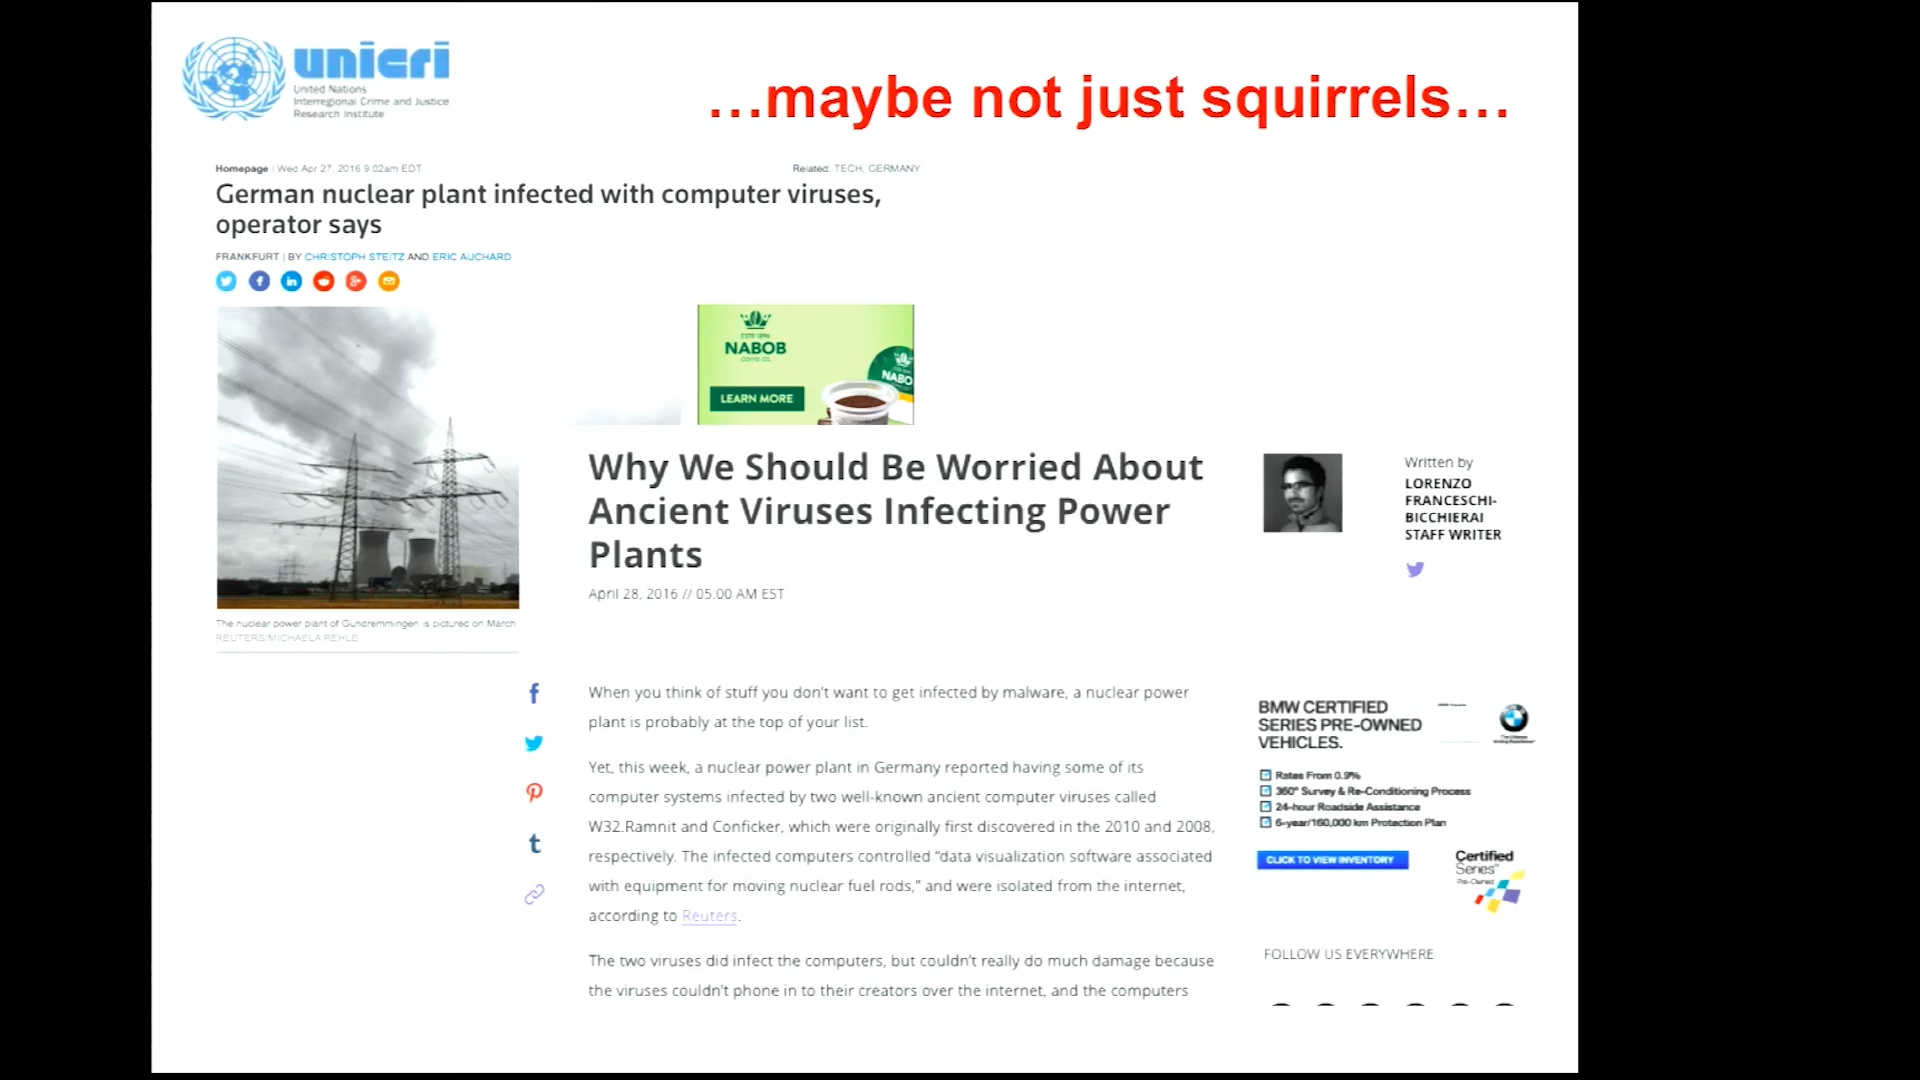 unicri
United Nations
Interregional Crime and Justice
Research Institute
...maybe not just squirrels...
Homepage | Wed Apr 27, 2016 9:02am EDT
Related: TECH, GERMANY
German nuclear plant infected with computer viruses,
operator says
FRANKFURT | BY CHRISTOPH STEITZ AND ERIC AUCHARD
ESTD 1896
NABOB
COFFEE CO.
LEARN MORE
NABO
The nuclear power plant of Gundremmingen is pictured on March
REUTERS/MICHAELA REHLE
Why We Should Be Worried About
Ancient Viruses Infecting Power
Plants
April 28, 2016 // 05:00 AM EST
Written by
LORENZO
FRANCESCHI-
BICCHIERAI
STAFF WRITER
When you think of stuff you don't want to get infected by malware, a nuclear power
plant is probably at the top of your list.
Yet, this week, a nuclear power plant in Germany reported having some of its
computer systems infected by two well-known ancient computer viruses called
W32.Ramnit and Conficker, which were originally first discovered in the 2010 and 2008,
respectively. The infected computers controlled "data visualization software associated
with equipment for moving nuclear fuel rods," and were isolated from the internet,
according to Reuters.
The two viruses did infect the computers, but couldn't really do much damage because
the viruses couldn't phone in to their creators over the internet, and the computers
BMW CERTIFIED
SERIES PRE-OWNED
VEHICLES.
Rates From 0.9%
360° Survey & Re-Conditioning Process
24-hour Roadside Assistance
6-year/160,000 km Protection Plan
CLICK TO VIEW INVENTORY
Certified
Series™
Pre-Owned
FOLLOW US EVERYWHERE